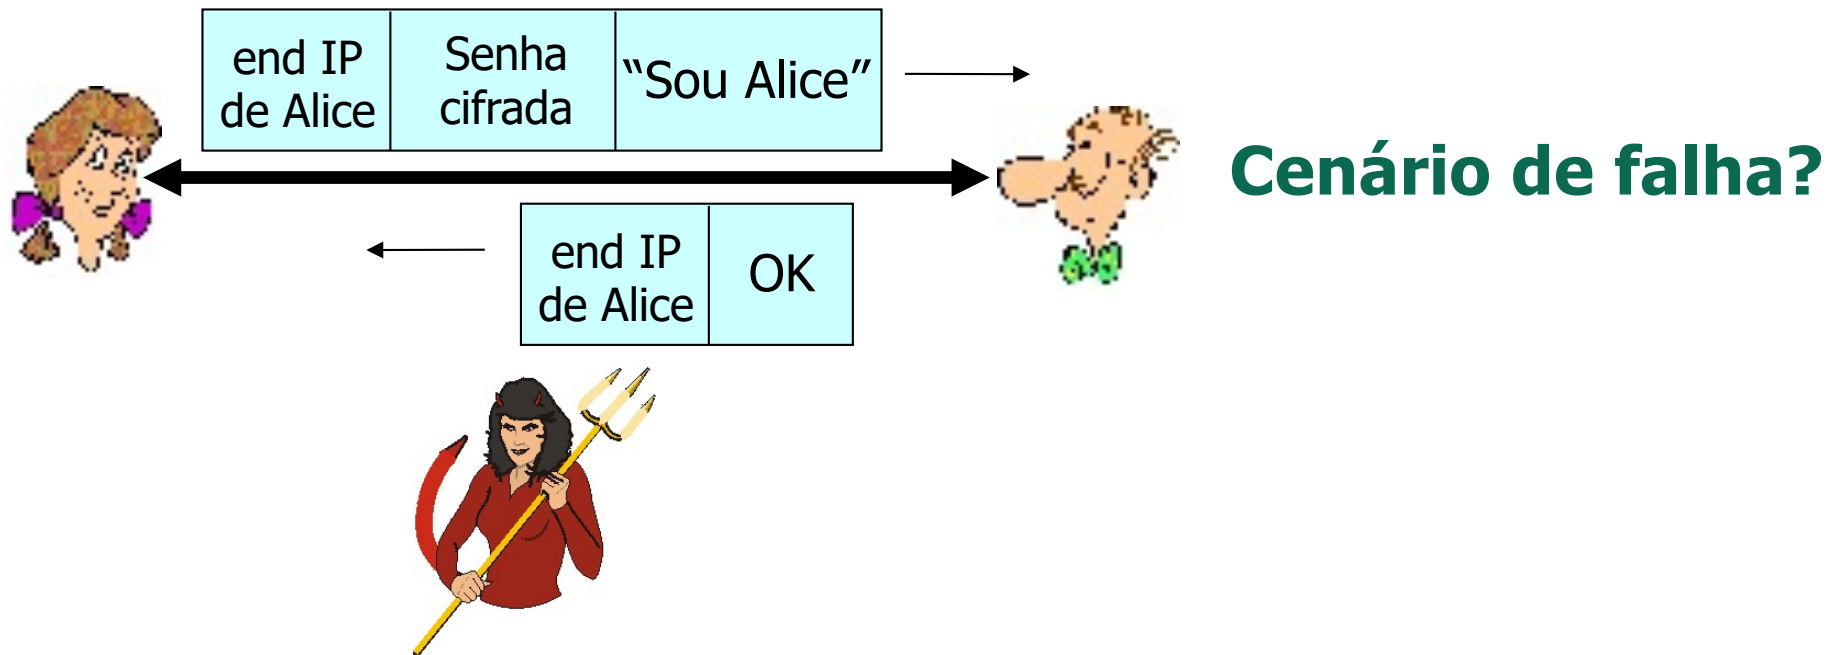 end IP
de Alice
Senha
cifrada
“Sou Alice”
Cenário de falha?
end IP
de Alice
OK